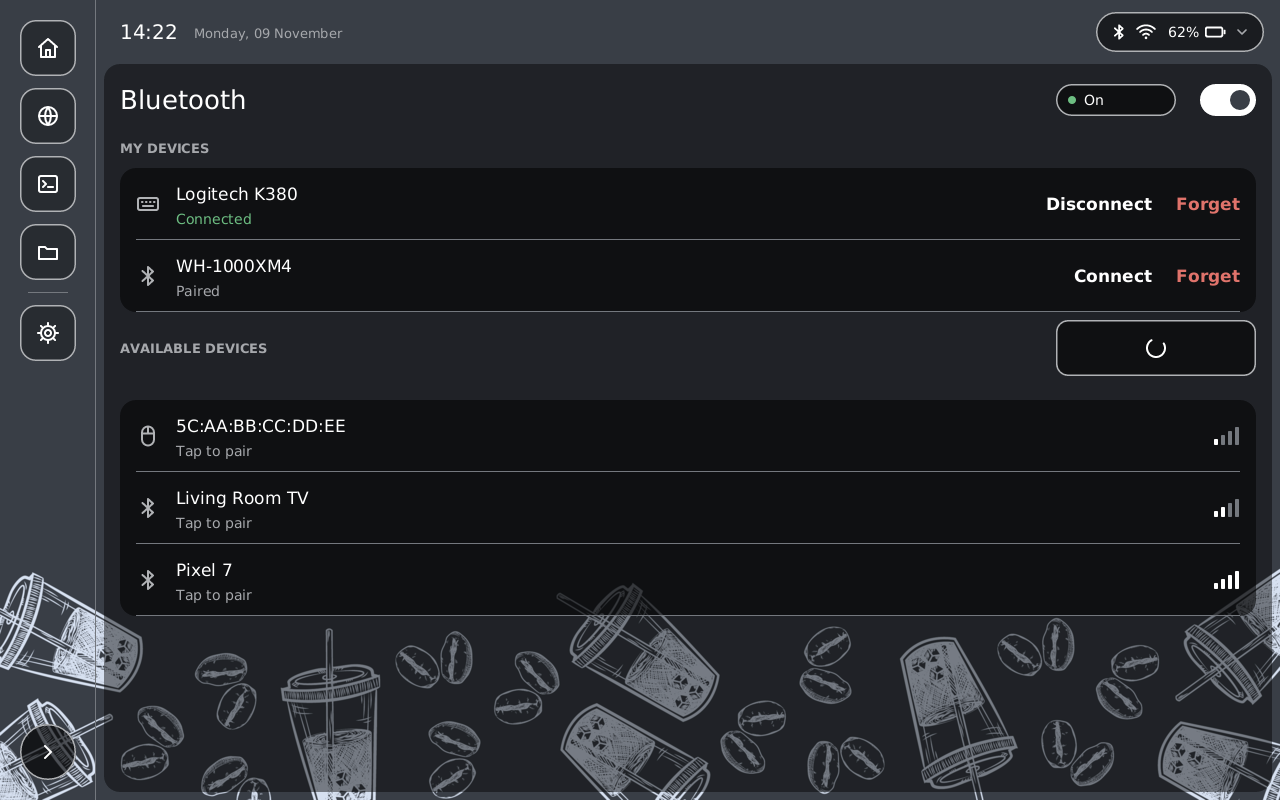 14:22 Monday, 09 November
62%
Bluetooth
On
MY DEVICES
Logitech K380
Connected
Disconnect Forget
WH-1000XM4
Paired
Connect Forget
AVAILABLE DEVICES
5C:AA:BB:CC:DD:EE
Tap to pair
Living Room TV
Tap to pair
Pixel 7
Tap to pair